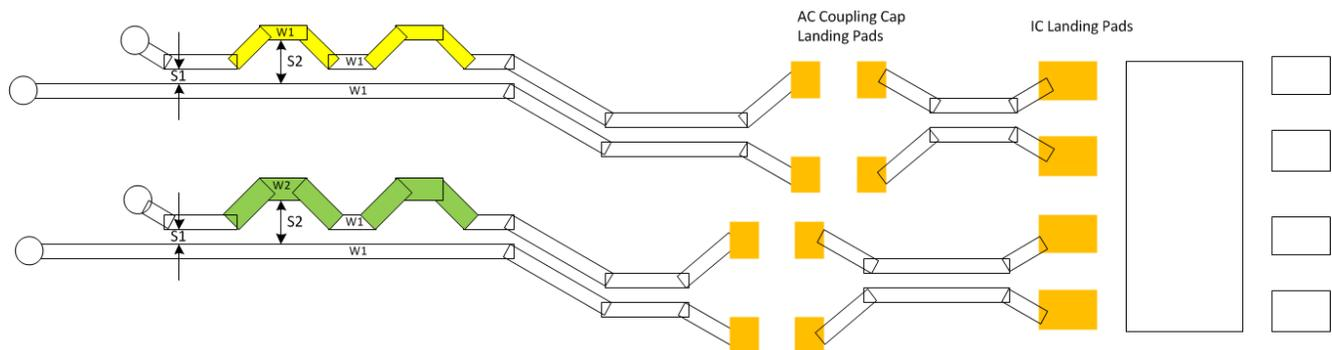 AC Coupling Cap
Landing Pads
IC Landing Pads
W1
S2
W1
S1
W1
W2
S2
W1
S1
W1